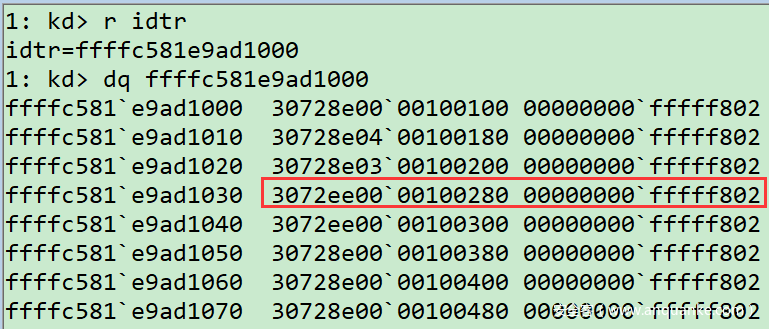 1: kd> r idtr
idtr=ffffc581e9ad1000
1: kd> dq ffffc581e9ad1000
ffffc581`e9ad1000  30728e00`00100100 00000000`fffff802
ffffc581`e9ad1010  30728e04`00100180 00000000`fffff802
ffffc581`e9ad1020  30728e03`00100200 00000000`fffff802
ffffc581`e9ad1030  3072ee00`00100280 00000000`fffff802
ffffc581`e9ad1040  3072ee00`00100300 00000000`fffff802
ffffc581`e9ad1050  30728e00`00100380 00000000`fffff802
ffffc581`e9ad1060  30728e00`00100400 00000000`fffff802
ffffc581`e9ad1070  30728e00`00100480 00000000`fffff802